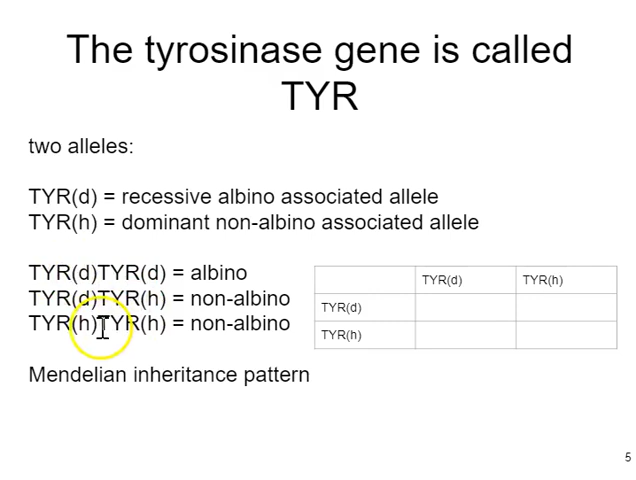 The tyrosinase gene is called
TYR
two alleles:
TYR(d) = recessive albino associated allele
TYR(h) = dominant non-albino associated allele
TYR(d)TYR(d) = albino
TYR(d)TYR(h) = non-albino
TYR(h)TYR(h) = non-albino
TYR(d) TYR(h)
TYR(d)
TYR(h)
Mendelian inheritance pattern
5